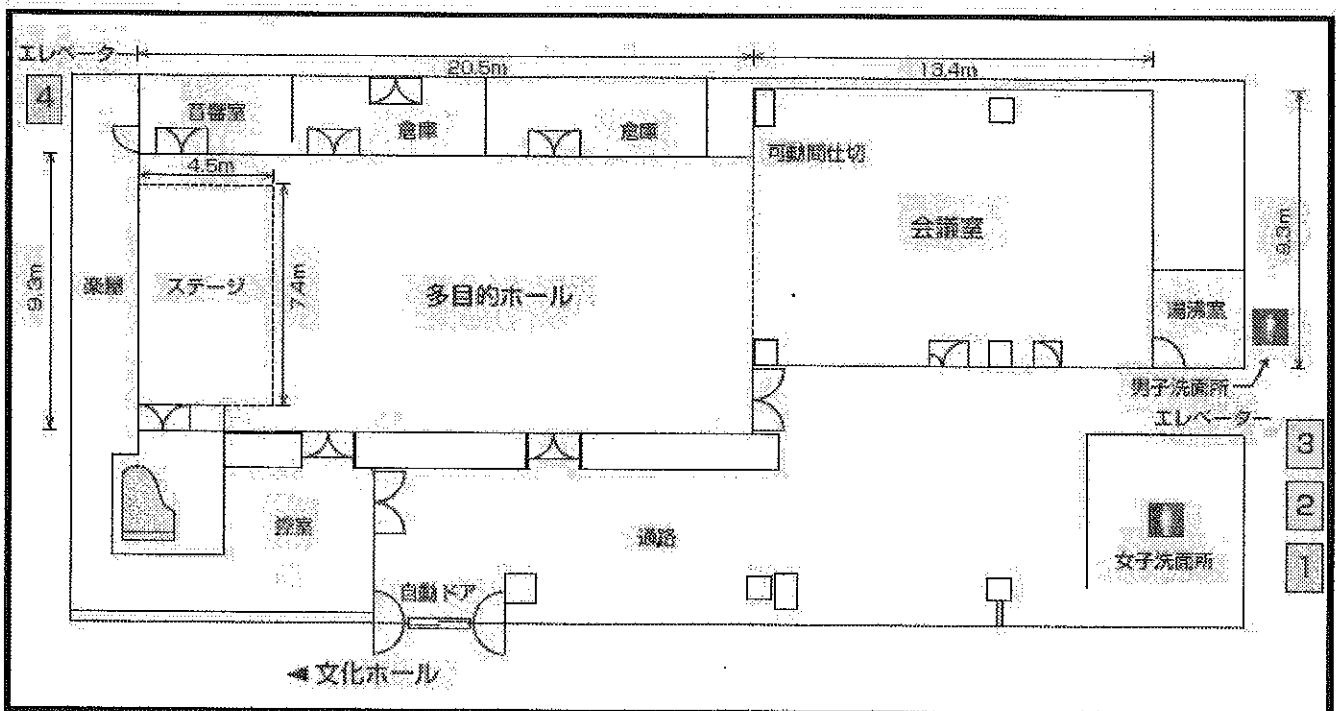 エレベーター
20.5m
13.4m
4
音響室
倉庫
倉庫
可動間仕切
4.5m
会議室
9.3m
9.3m
楽屋
ステージ
7.4m
多目的ホール
湯沸室
男子洗面所
エレベーター
3
2
1
控室
通路
女子洗面所
自動ドア
◀文化ホール